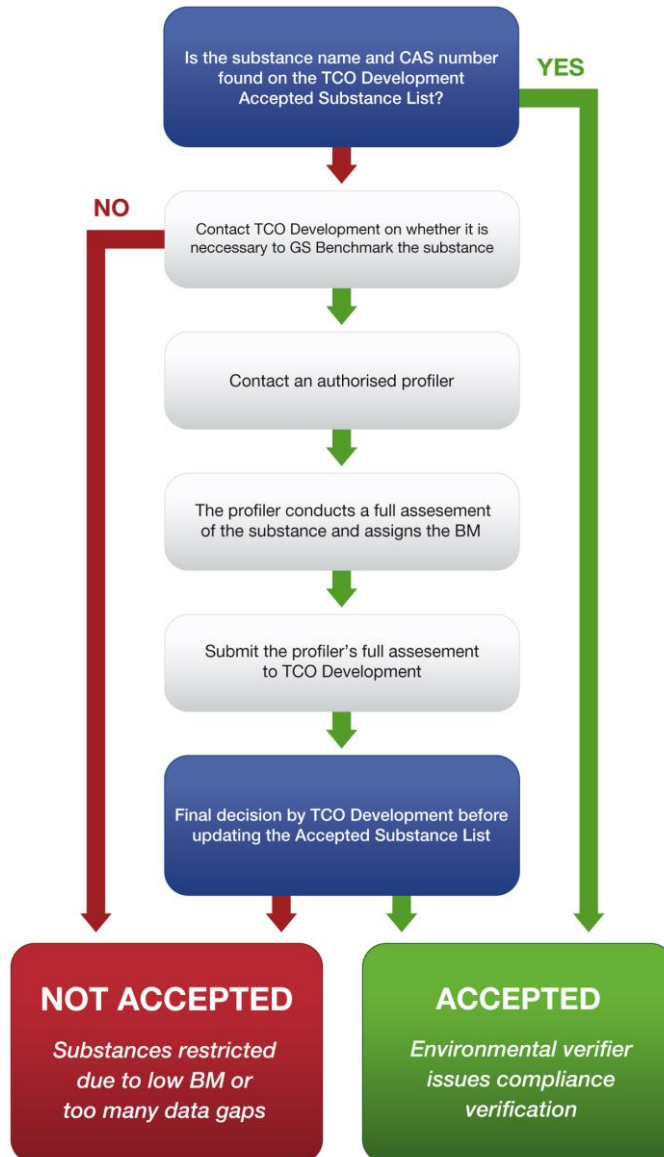 Is the substance name and CAS number
found on the TCO Development
Accepted Substance List?
YES
NO
Contact TCO Development on whether it is
neccessary to GS Benchmark the substance
Contact an authorised profiler
The profiler conducts a full assesement
of the substance and assigns the BM
Submit the profiler's full assesement
to TCO Development
Final decision by TCO Development before
updating the Accepted Substance List
NOT ACCEPTED
Substances restricted
due to low BM or
too many data gaps
ACCEPTED
Environmental verifier
issues compliance
verification